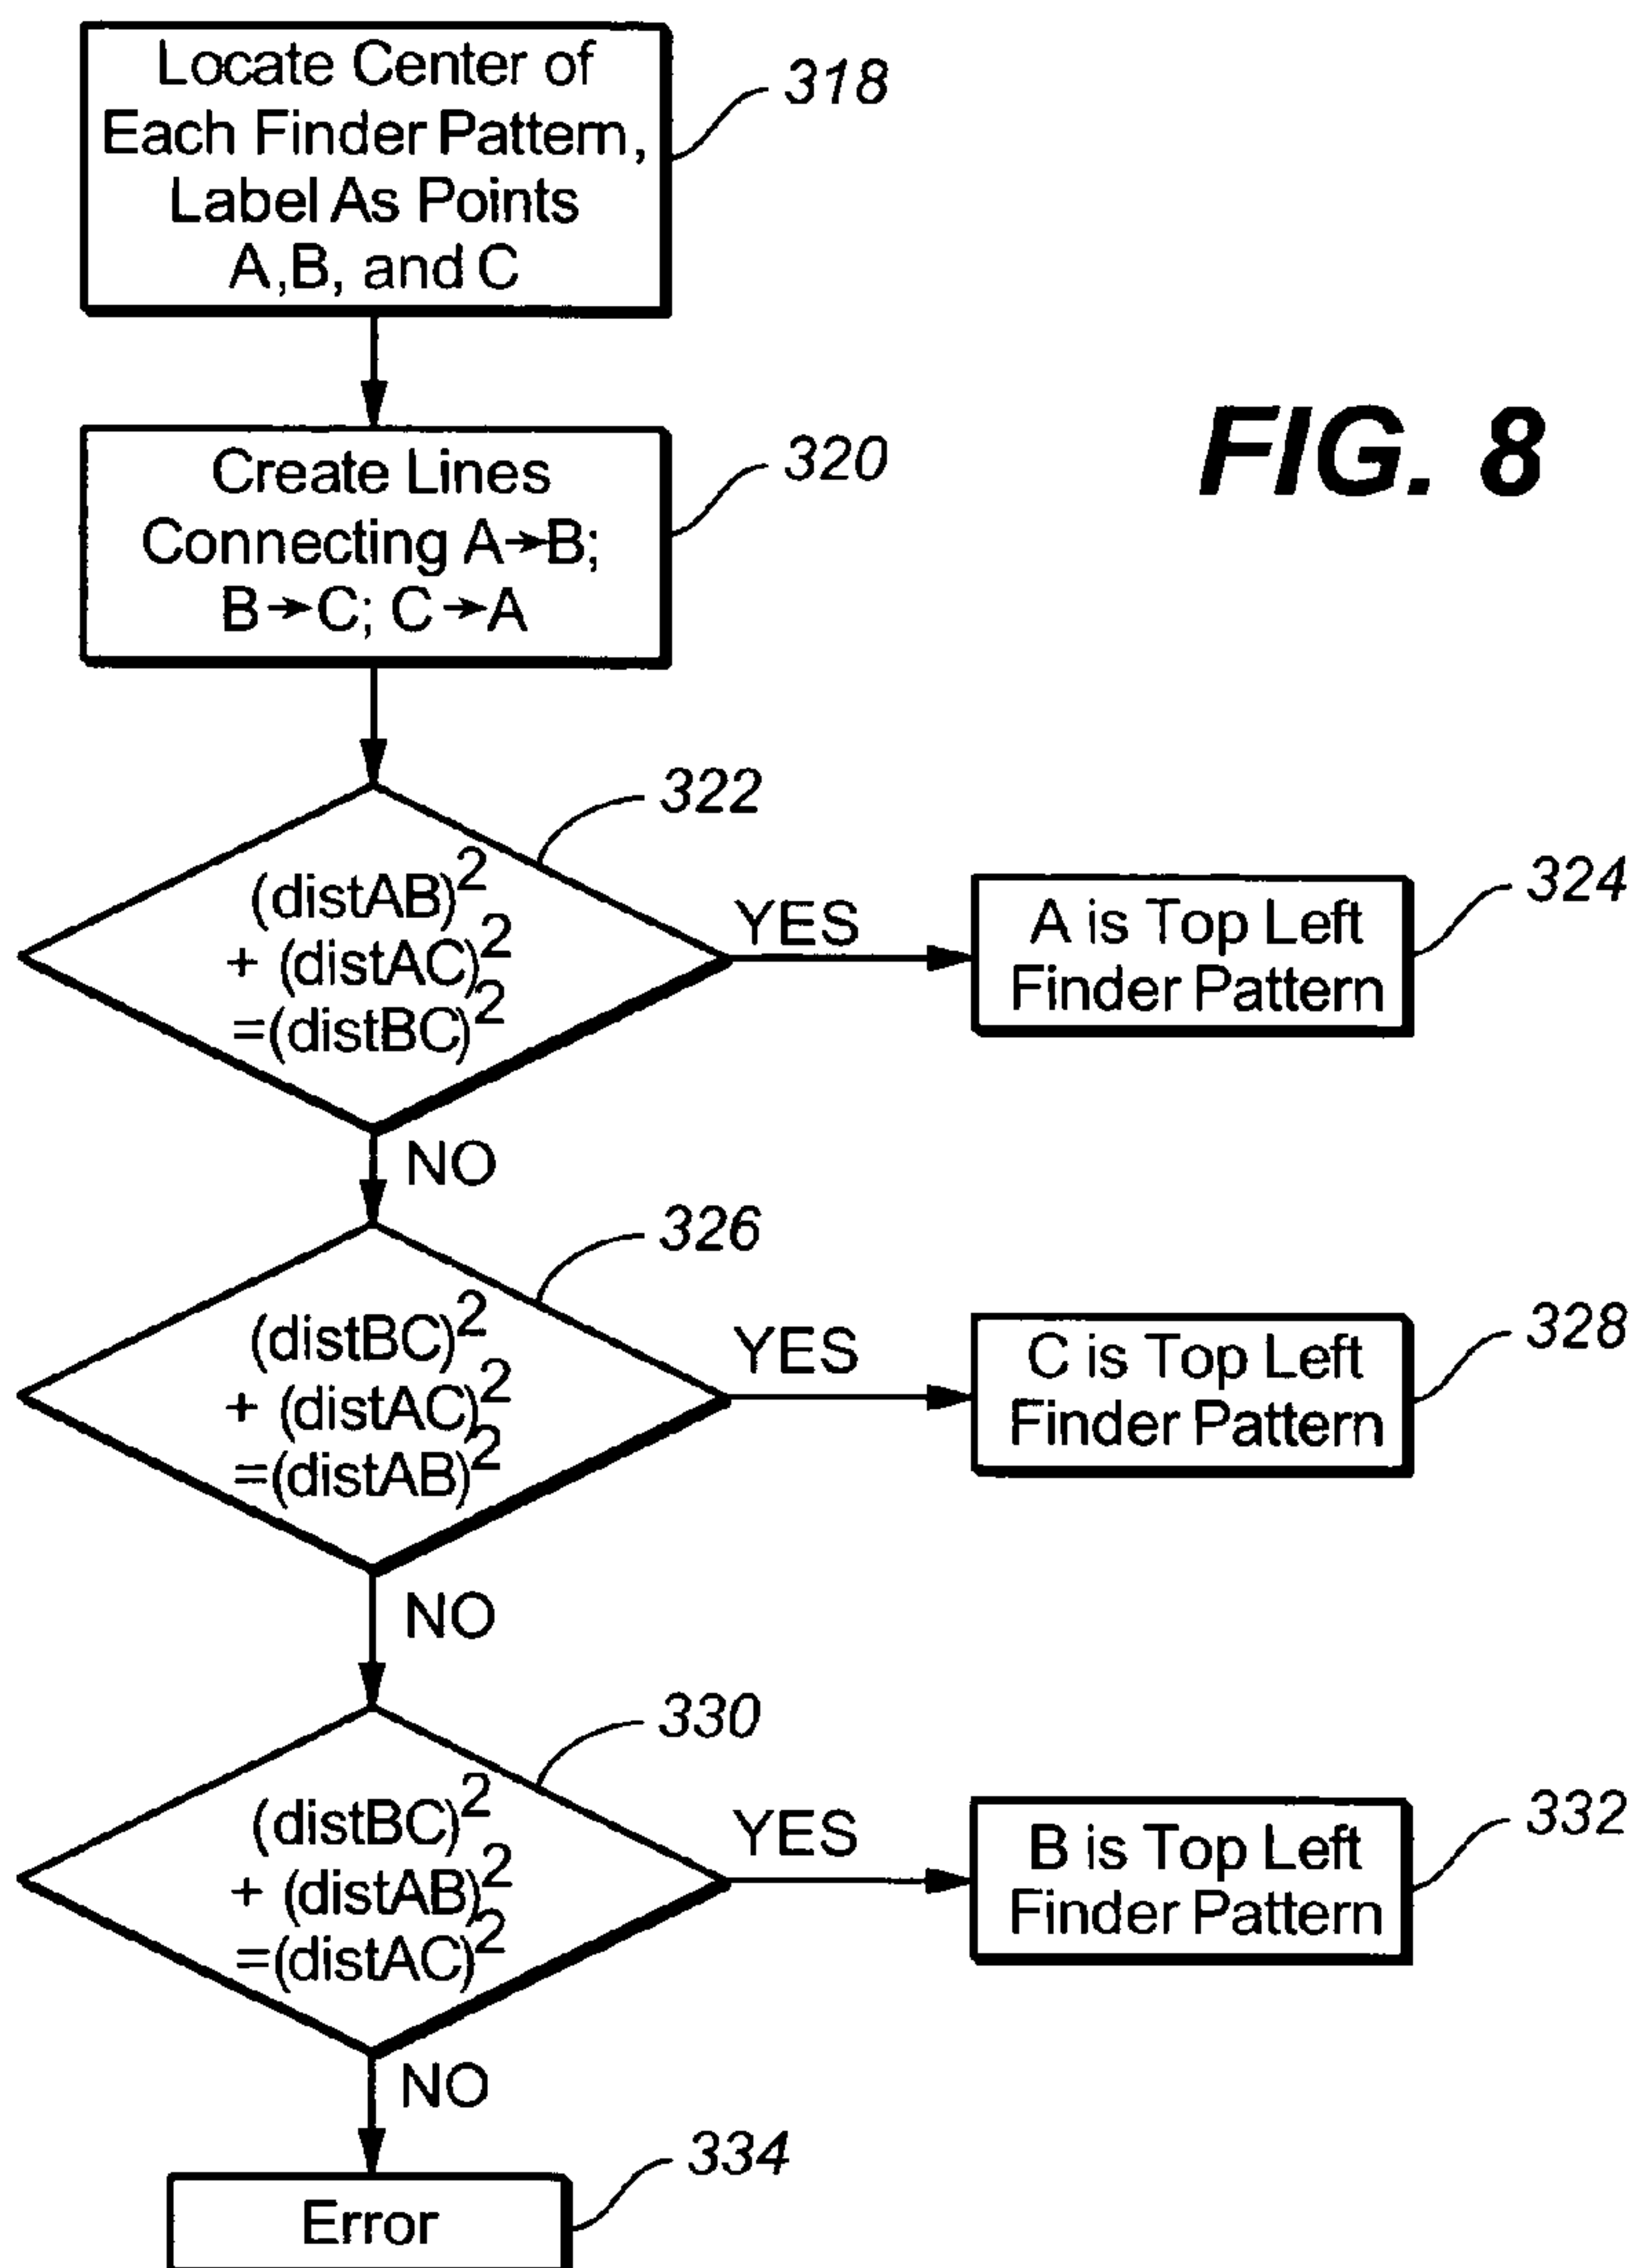 Locate Center of
Each Finder Pattern,
Label As Points
A,B, and C
318
Create Lines
Connecting A→B;
B→C; C→A
320
FIG. 8
(distAB)²
+ (distAC)²
=(distBC)²
322
YES
A is Top Left
Finder Pattern
324
NO
(distBC)²
+ (distAC)²
=(distAB)²
326
YES
C is Top Left
Finder Pattern
328
NO
(distBC)²
+ (distAB)²
=(distAC)²
330
YES
B is Top Left
Finder Pattern
332
NO
Error
334